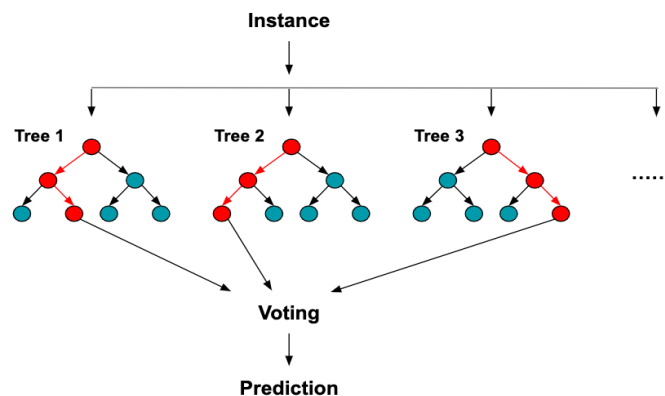 Instance
Tree 1
Tree 2
Tree 3
.....
Voting
Prediction